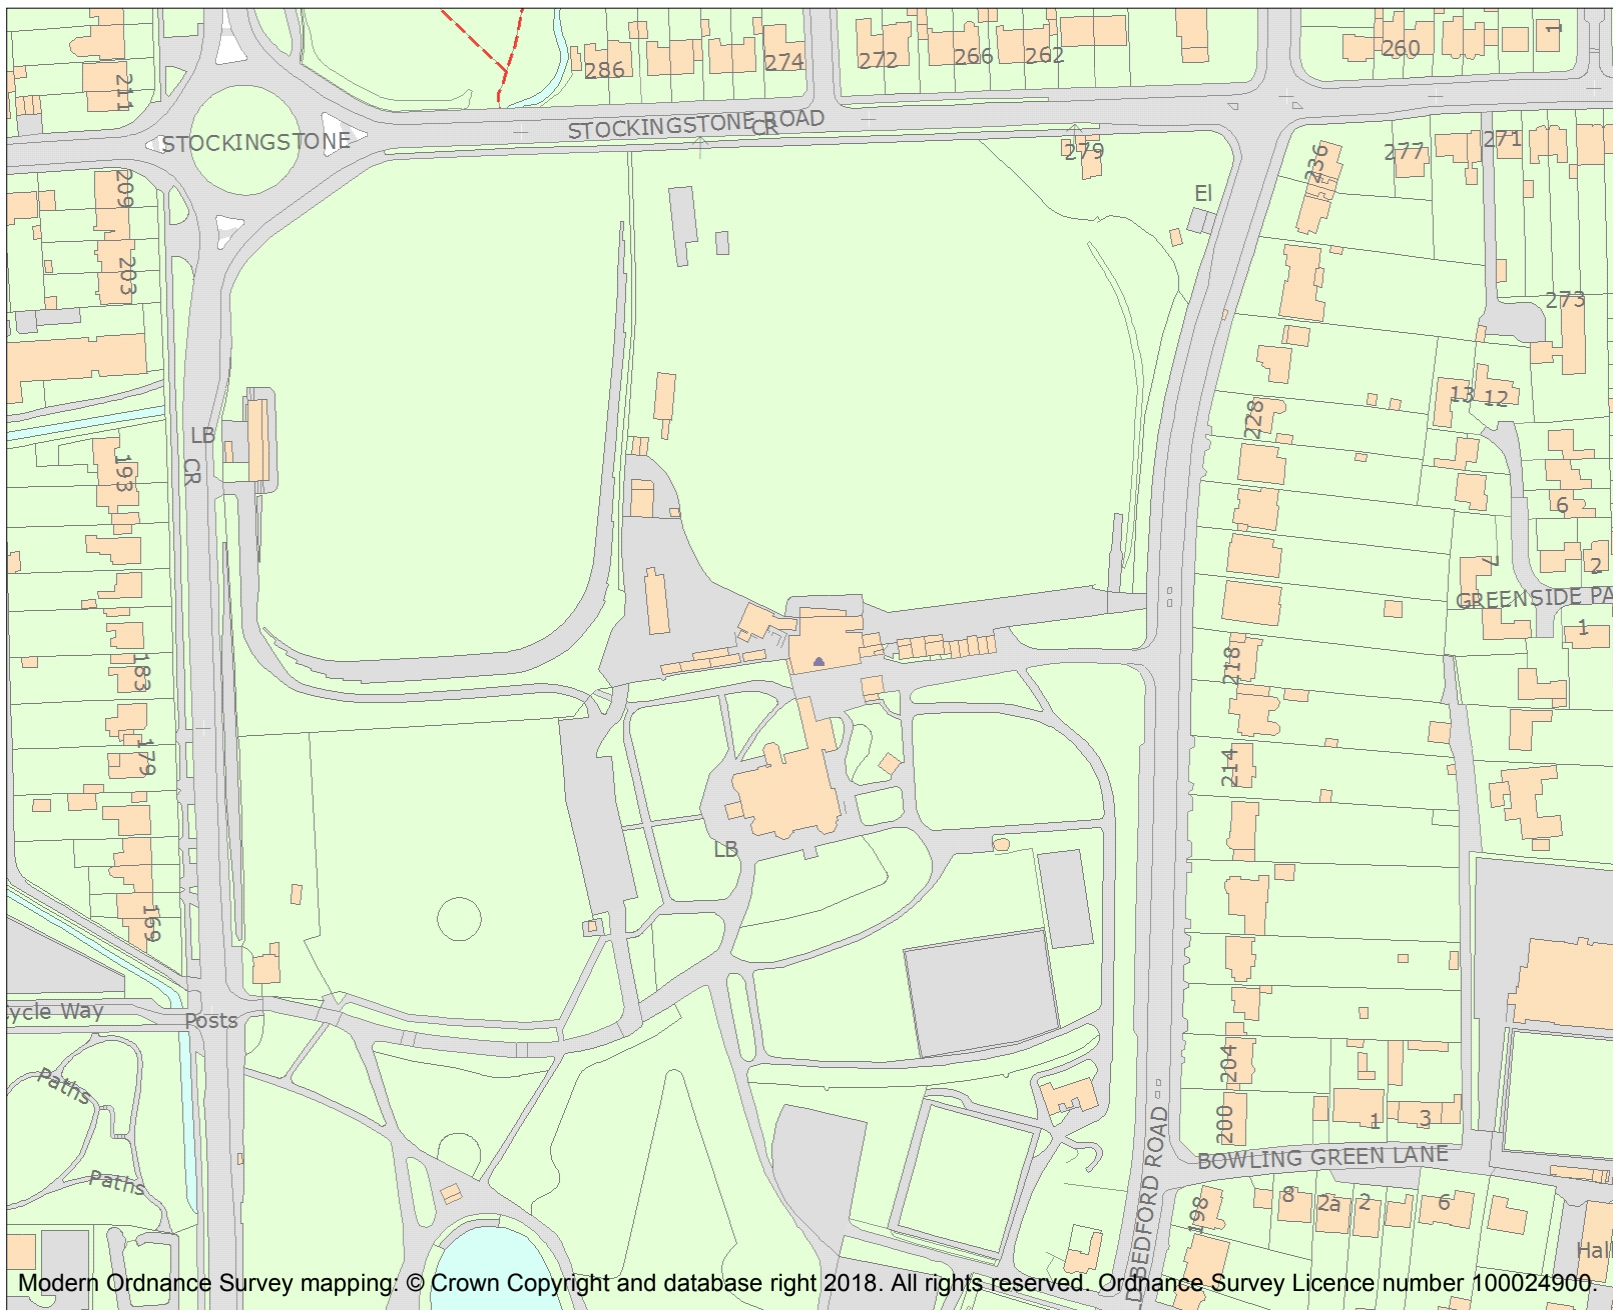 286
274
272
266
262
260
1
211
STOCKINGSTONE
STOCKINGSTONE ROAD
CR
279
236
277
271
209
El
203
273
LB
CR
228
13
12
193
6
7
2
GREENSIDE PA
1
183
218
179
214
LB
169
ycle Way
Posts
Paths
204
200
1
3
BOWLING GREEN LANE
Paths
D BEDFORD ROAD
198
8
2a
2
6
Hall
Modern Ordnance Survey mapping: © Crown Copyright and database right 2018. All rights reserved. Ordnance Survey Licence number 100024900.